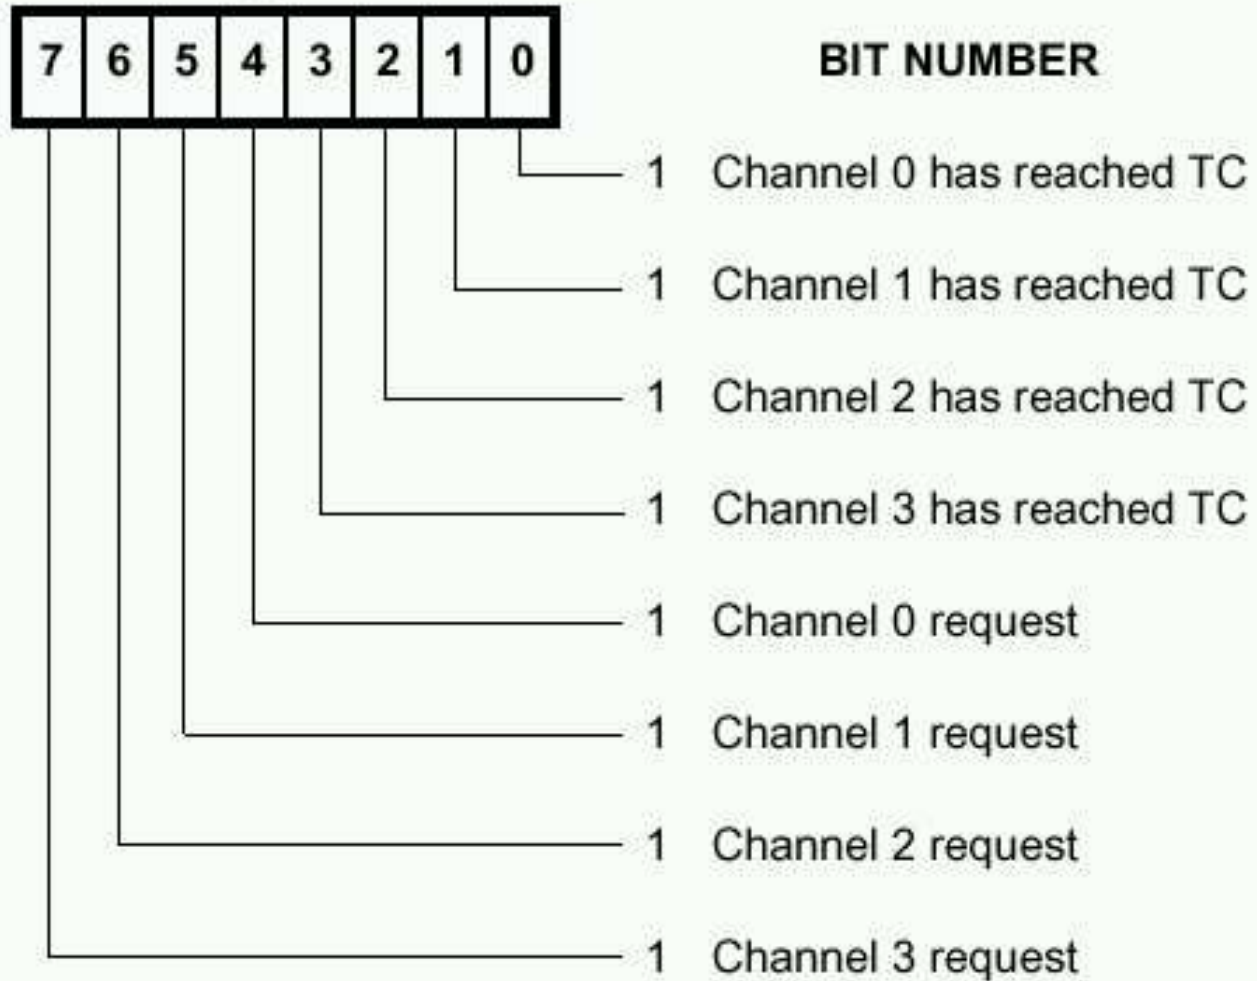 7 6 5 4 3 2 1 0 BIT NUMBER
1 Channel 0 has reached TC
1 Channel 1 has reached TC
1 Channel 2 has reached TC
1 Channel 3 has reached TC
1 Channel 0 request
1 Channel 1 request
1 Channel 2 request
1 Channel 3 request